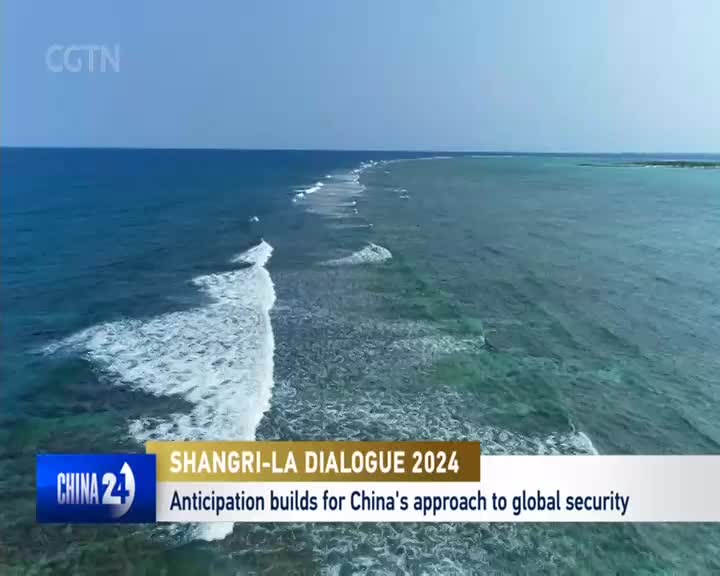 CGTN
SHANGRI-LA DIALOGUE 2024
CHINA 24
Anticipation builds for China's approach to global security